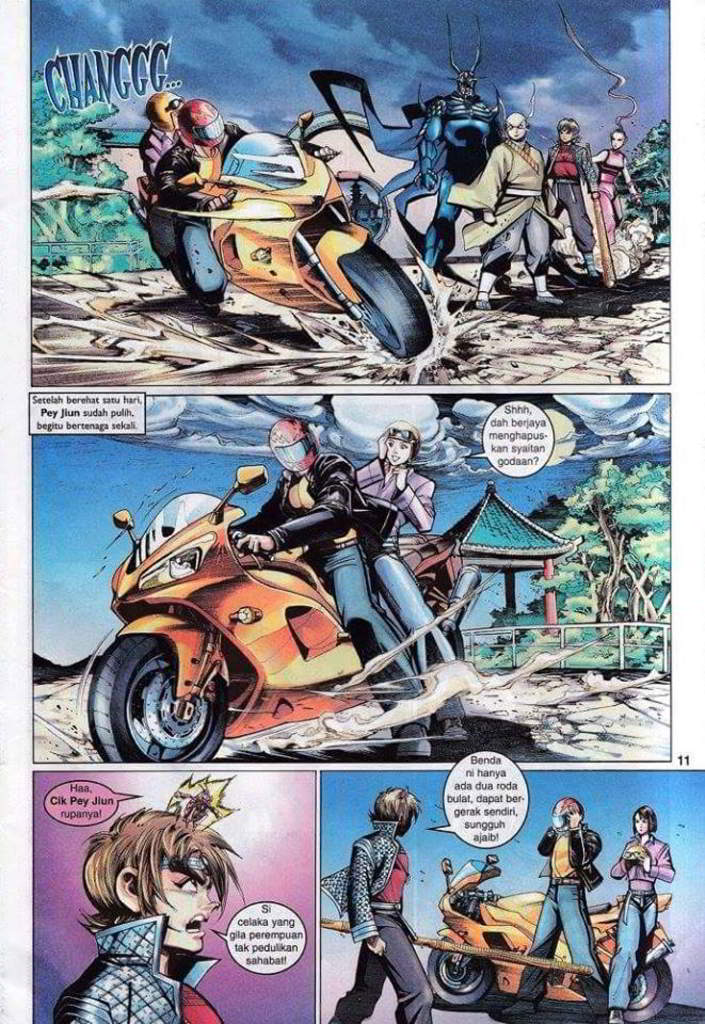 CHANGGG...
Setelah berehat satu hari,
Pey Jiun sudah pulih,
begitu bertenaga sekali.
Shhh,
dah berjaya
menghapus-
kan syaitan
godaan?
11
Haa,
Cik Pey Jiun
rupanya!
Si
celaka yang
gila perempuan
tak pedulikan
sahabat!
Benda
ni hanya
ada dua roda
bulat, dapat ber-
gerak sendiri,
sungguh
ajaib!